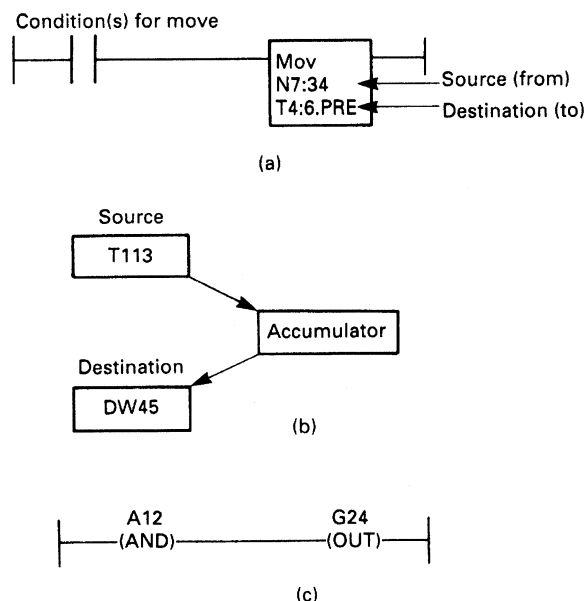 Condition(s) for move
Mov
N7:34
T4:6.PRE
Source (from)
Destination (to)
(a)
Source
T113
Accumulator
Destination
DW45
(b)
A12
(AND)
G24
(OUT)
(c)